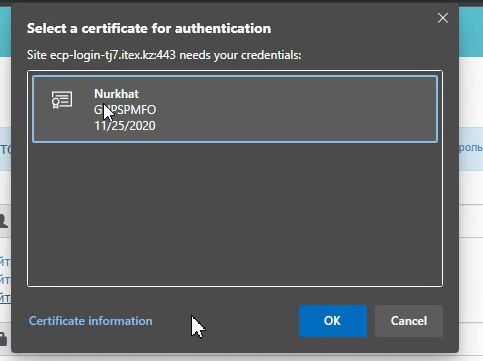 Select a certificate for authentication
Site ecp-login-tj7.itex.kz:443 needs your credentials:
Nurkhat
11/25/2020
роль
Certificate information
OK
Cancel